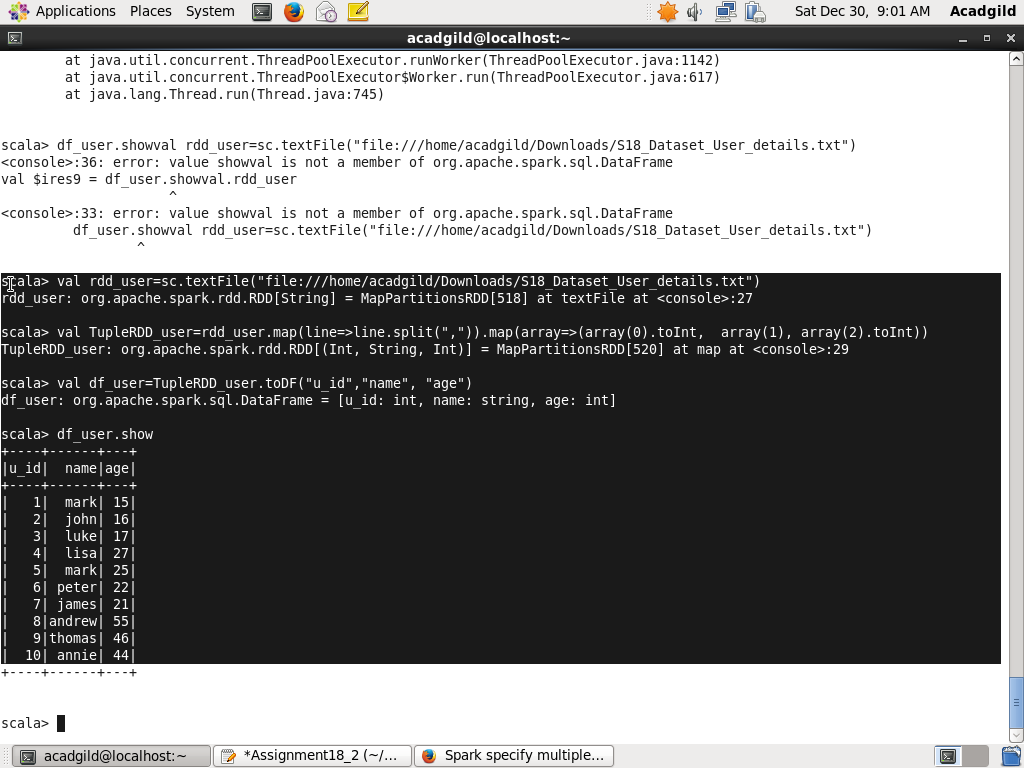 Applications Places System Sat Dec 30, 9:01 AM Acadgild
acadgild@localhost:~
        at java.util.concurrent.ThreadPoolExecutor.runWorker(ThreadPoolExecutor.java:1142)
        at java.util.concurrent.ThreadPoolExecutor$Worker.run(ThreadPoolExecutor.java:617)
        at java.lang.Thread.run(Thread.java:745)
scala> df_user.showval rdd_user=sc.textFile("file:///home/acadgild/Downloads/S18_Dataset_User_details.txt")
<console>:36: error: value showval is not a member of org.apache.spark.sql.DataFrame
val $ires9 = df_user.showval.rdd_user
                     ^
<console>:33: error: value showval is not a member of org.apache.spark.sql.DataFrame
         df_user.showval rdd_user=sc.textFile("file:///home/acadgild/Downloads/S18_Dataset_User_details.txt")
                 ^
scala> val rdd_user=sc.textFile("file:///home/acadgild/Downloads/S18_Dataset_User_details.txt")
rdd_user: org.apache.spark.rdd.RDD[String] = MapPartitionsRDD[518] at textFile at <console>:27
scala> val TupleRDD_user=rdd_user.map(line=>line.split(",")).map(array=>(array(0).toInt,  array(1), array(2).toInt))
TupleRDD_user: org.apache.spark.rdd.RDD[(Int, String, Int)] = MapPartitionsRDD[520] at map at <console>:29
scala> val df_user=TupleRDD_user.toDF("u_id","name", "age")
df_user: org.apache.spark.sql.DataFrame = [u_id: int, name: string, age: int]
scala> df_user.show
+----+------+---+
|u_id|  name|age|
+----+------+---+
|   1|  mark| 15|
|   2|  john| 16|
|   3|  luke| 17|
|   4|  lisa| 27|
|   5|  mark| 25|
|   6| peter| 22|
|   7| james| 21|
|   8|andrew| 55|
|   9|thomas| 46|
|  10| annie| 44|
+----+------+---+
scala>
acadgild@localhost:~ *Assignment18_2 (~/... Spark specify multiple...